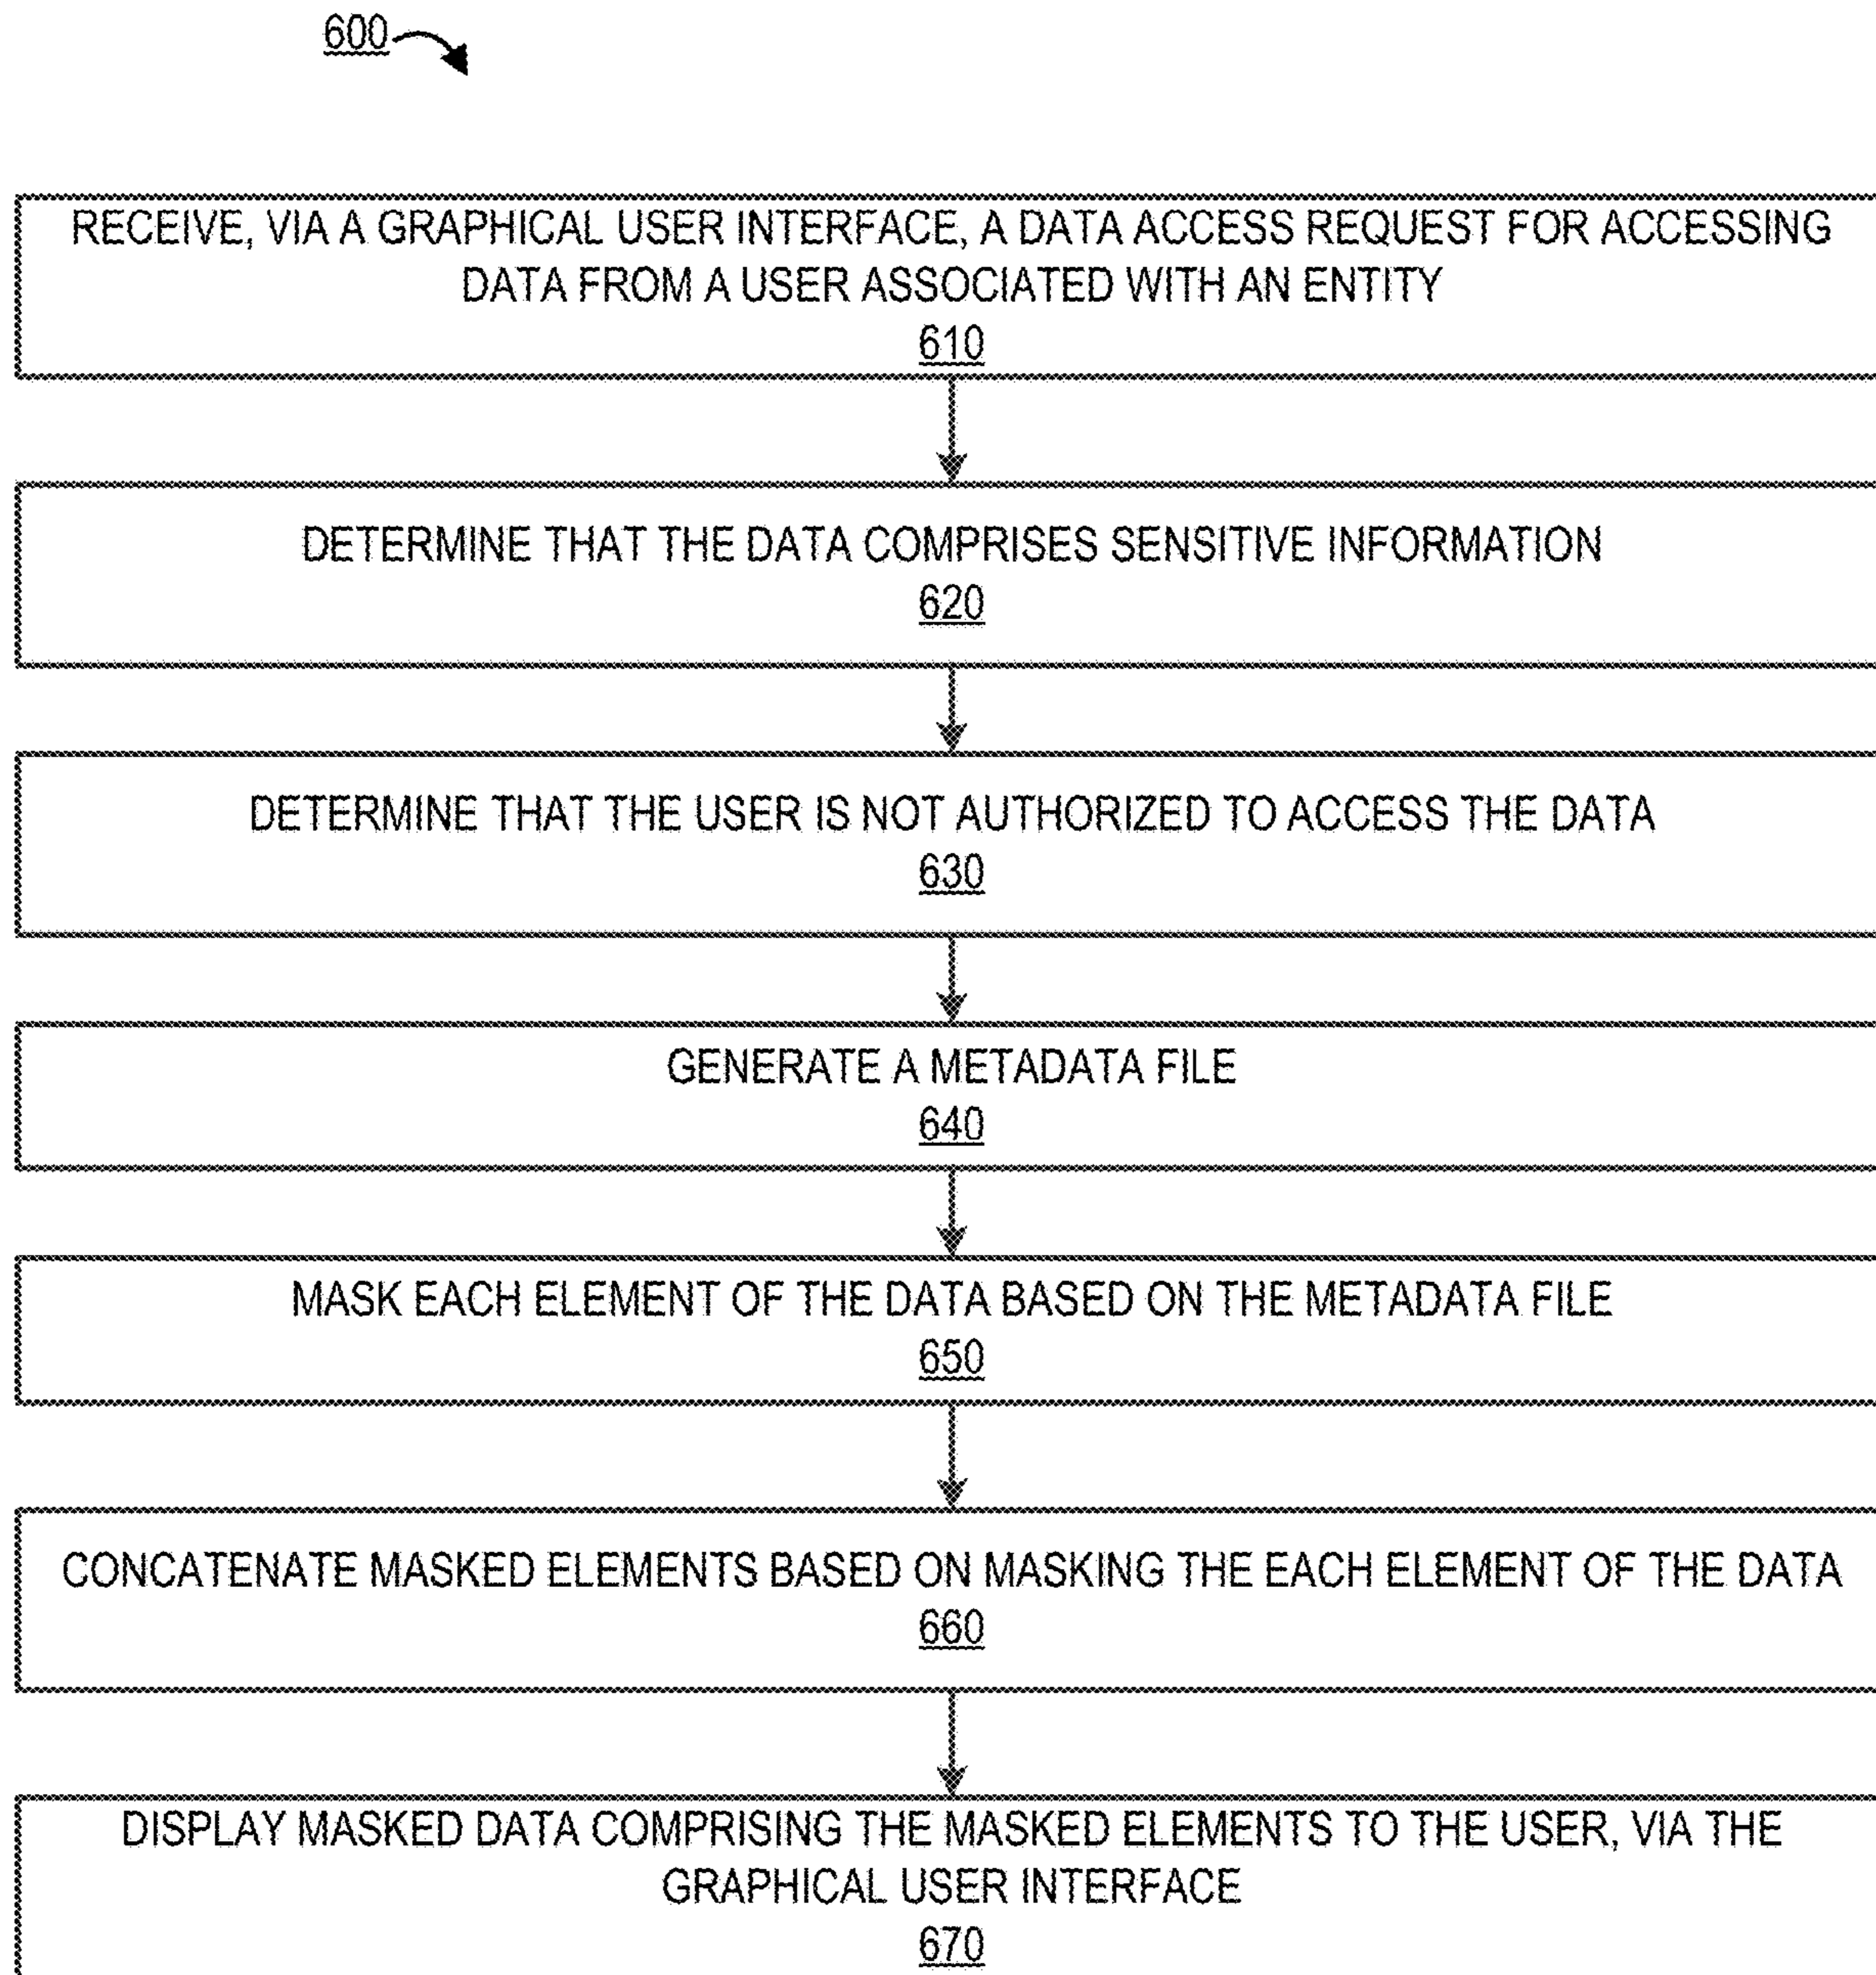 600
RECEIVE, VIA A GRAPHICAL USER INTERFACE, A DATA ACCESS REQUEST FOR ACCESSING
DATA FROM A USER ASSOCIATED WITH AN ENTITY
610
DETERMINE THAT THE DATA COMPRISES SENSITIVE INFORMATION
620
DETERMINE THAT THE USER IS NOT AUTHORIZED TO ACCESS THE DATA
630
GENERATE A METADATA FILE
640
MASK EACH ELEMENT OF THE DATA BASED ON THE METADATA FILE
650
CONCATENATE MASKED ELEMENTS BASED ON MASKING THE EACH ELEMENT OF THE DATA
660
DISPLAY MASKED DATA COMPRISING THE MASKED ELEMENTS TO THE USER, VIA THE
GRAPHICAL USER INTERFACE
670